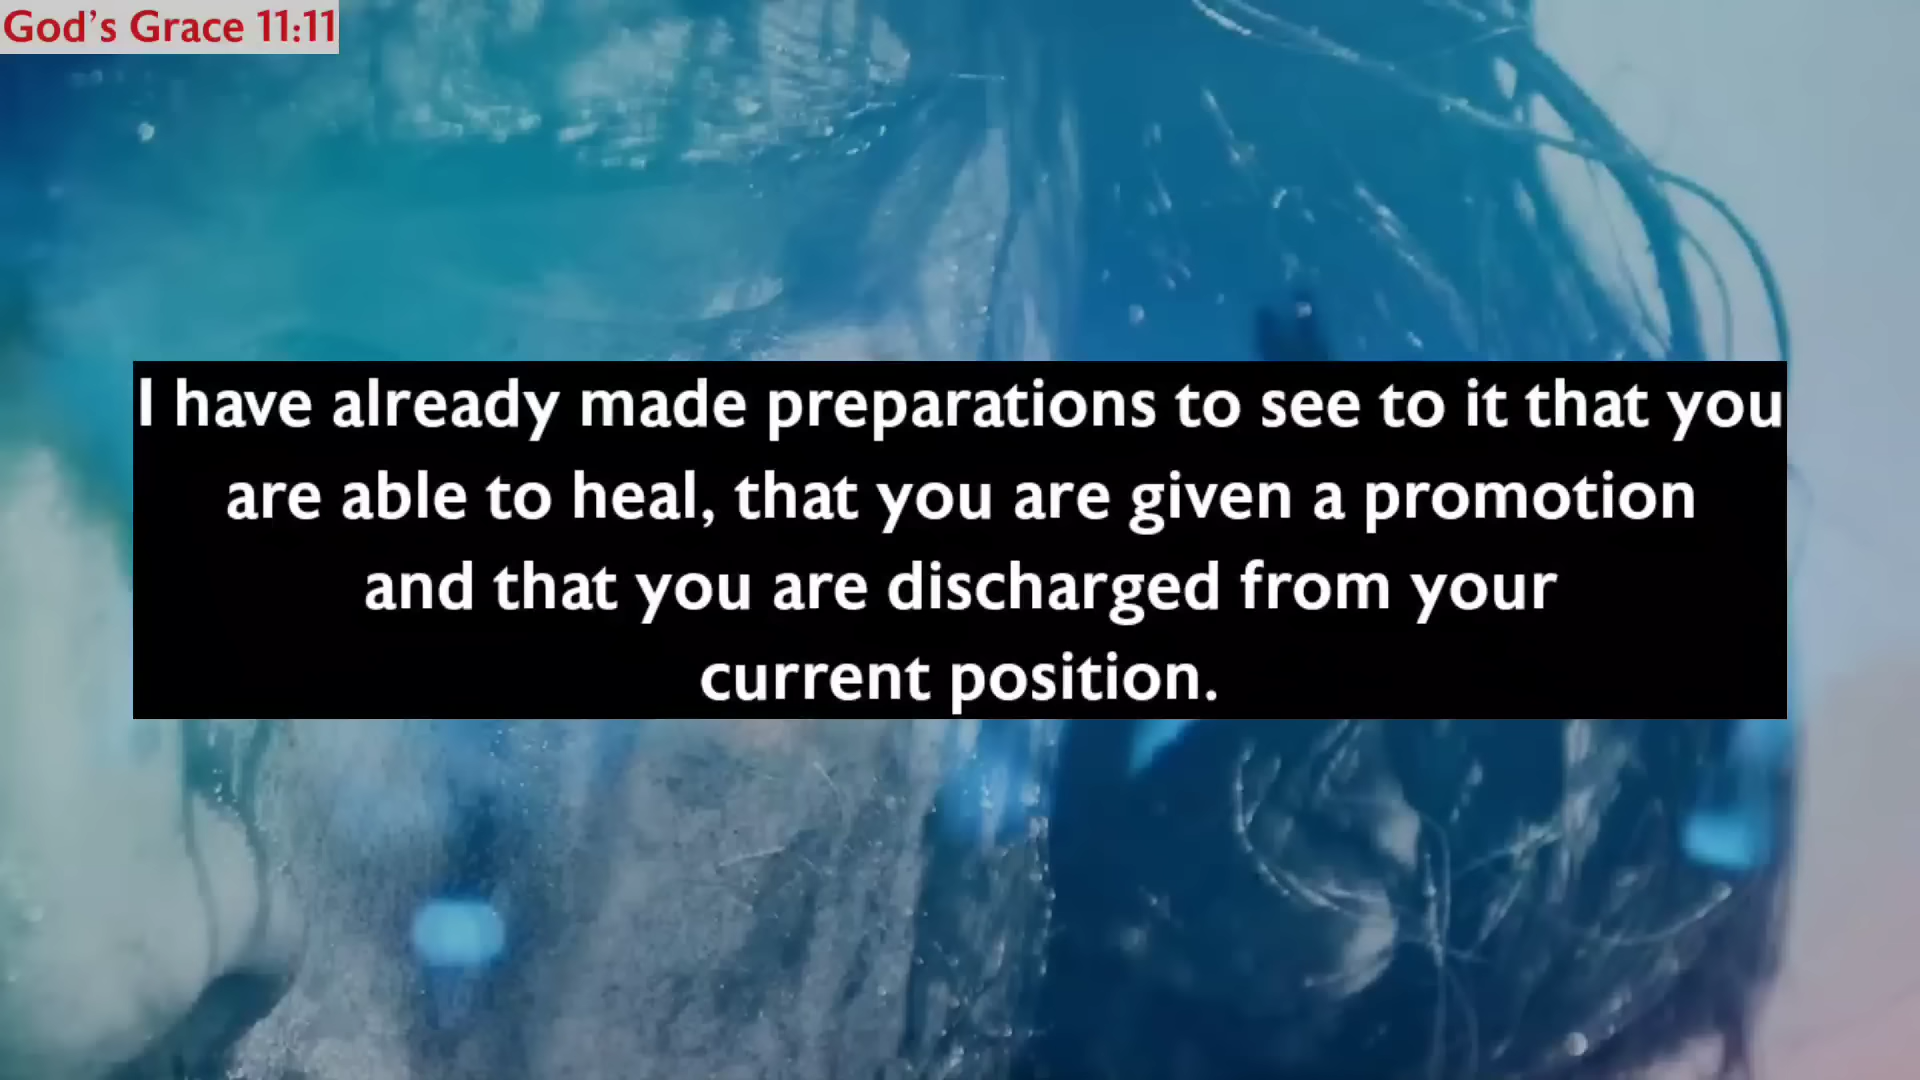 God's Grace 11:11
I have already made preparations to see to it that you
are able to heal, that you are given a promotion
and that you are discharged from your
current position.